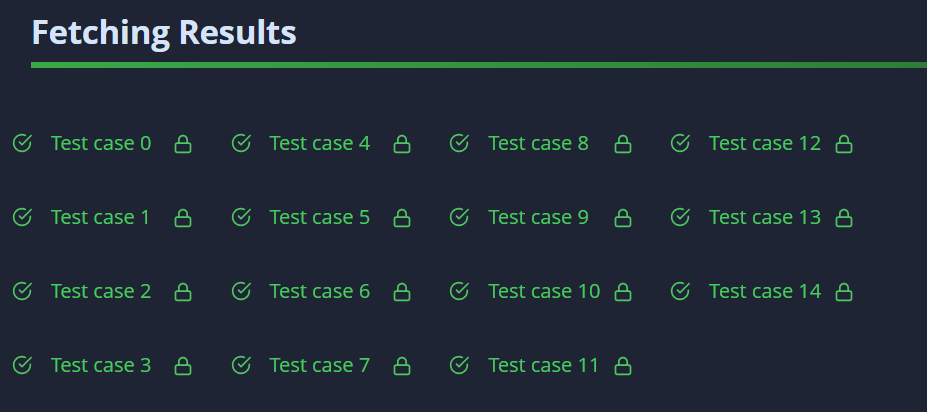 Fetching Results
Test case 0
Test case 4
Test case 8
Test case 12
Test case 1
Test case 5
Test case 9
Test case 13
Test case 2
Test case 6
Test case 10
Test case 14
Test case 3
Test case 7
Test case 11